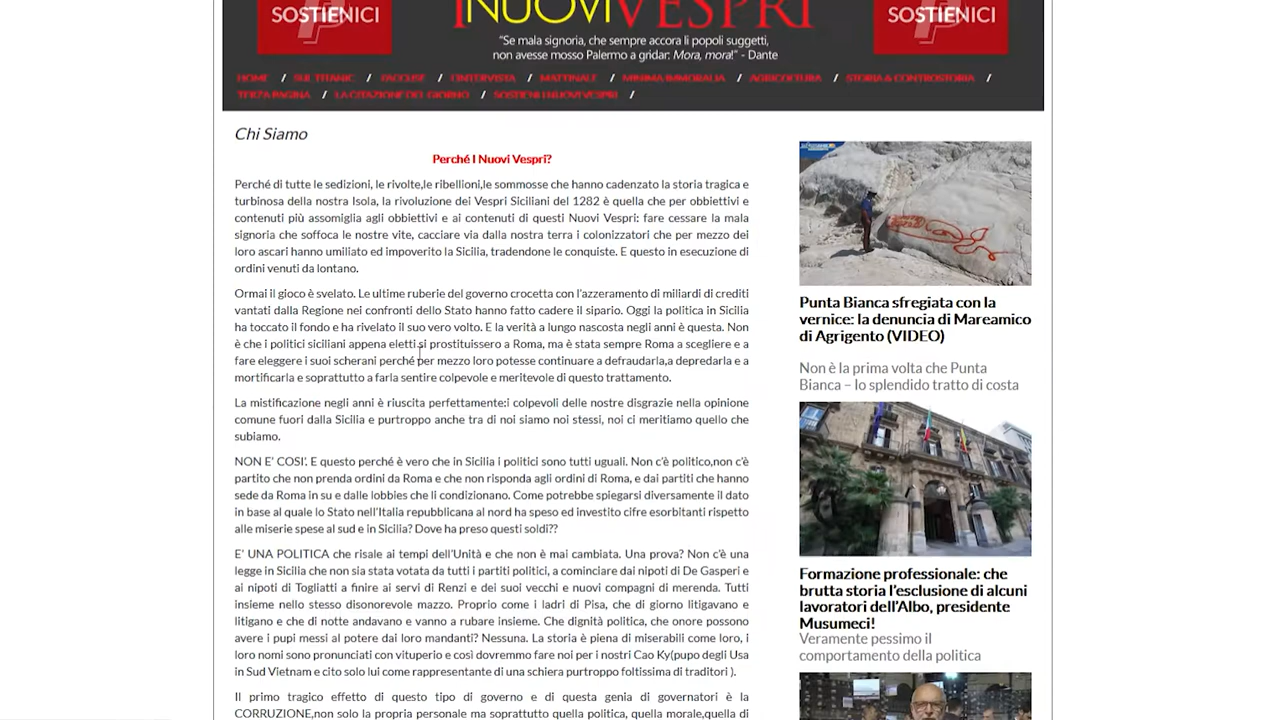 SOSTIENICI
I NUOVI VESPRI
SOSTIENICI
"Se mala signoria, che sempre accora li popoli suggetti,
non avesse mosso Palermo a gridar: Mora, mora!" - Dante
HOME / SUL TITANIC / J'ACCUSE / L'INTERVISTA / MATTINALE / MINIMA IMMORALIA / AGRICOLTURA / STORIA & CONTROSTORIA /
TERZA PAGINA / LA CITAZIONE DEL GIORNO / SOSTIENI I NUOVI VESPRI /
Chi Siamo
Perché I Nuovi Vespri?
Perché di tutte le sedizioni, le rivolte,le ribellioni,le sommosse che hanno cadenzato la storia tragica e
turbinosa della nostra Isola, la rivoluzione dei Vespri Siciliani del 1282 è quella che per obbiettivi e
contenuti più assomiglia agli obbiettivi e ai contenuti di questi Nuovi Vespri: fare cessare la mala
signoria che soffoca le nostre vite, cacciare via dalla nostra terra i colonizzatori che per mezzo dei
loro ascari hanno umiliato ed impoverito la Sicilia, tradendone le conquiste. E questo in esecuzione di
ordini venuti da lontano.
Ormai il gioco è svelato. Le ultime ruberie del governo crocetta con l'azzeramento di miliardi di crediti
vantati dalla Regione nei confronti dello Stato hanno fatto cadere il sipario. Oggi la politica in Sicilia
ha toccato il fondo e ha rivelato il suo vero volto. E la verità a lungo nascosta negli anni è questa. Non
è che i politici siciliani appena eletti si prostituissero a Roma, ma è stata sempre Roma a scegliere e a
fare eleggere i suoi scherani perché per mezzo loro potesse continuare a defraudarla,a depredarla e a
mortificarla e soprattutto a farla sentire colpevole e meritevole di questo trattamento.
La mistificazione negli anni è riuscita perfettamente:i colpevoli delle nostre disgrazie nella opinione
comune fuori dalla Sicilia e purtroppo anche tra di noi siamo noi stessi, noi ci meritiamo quello che
subiamo.
NON E' COSI'. E questo perché è vero che in Sicilia i politici sono tutti uguali. Non c'è politico,non c'è
partito che non prenda ordini da Roma e che non risponda agli ordini di Roma, e dai partiti che hanno
sede da Roma in su e dalle lobbies che li condizionano. Come potrebbe spiegarsi diversamente il dato
in base al quale lo Stato nell'Italia repubblicana al nord ha speso ed investito cifre esorbitanti rispetto
alle miserie spese al sud e in Sicilia? Dove ha preso questi soldi??
E' UNA POLITICA che risale ai tempi dell'Unità e che non è mai cambiata. Una prova? Non c'è una
legge in Sicilia che non sia stata votata da tutti i partiti politici, a cominciare dai nipoti di De Gasperi e
ai nipoti di Togliatti a finire ai servi di Renzi e dei suoi vecchi e nuovi compagni di merenda. Tutti
insieme nello stesso disonorevole mazzo. Proprio come i ladri di Pisa, che di giorno litigavano e
litigano e che di notte andavano e vanno a rubare insieme. Che dignità politica, che onore possono
avere i pupi messi al potere dai loro mandanti? Nessuna. La storia è piena di miserabili come loro, i
loro nomi sono pronunciati con vituperio e così dovremmo fare noi per i nostri Cao Ky(pupo degli Usa
in Sud Vietnam e cito solo lui come rappresentante di una schiera purtroppo foltissima di traditori ).
Il primo tragico effetto di questo tipo di governo e di questa genia di governatori è la
CORRUZIONE,non solo la propria personale ma soprattutto quella politica, quella morale,quella di
Punta Bianca sfregiata con la
vernice: la denuncia di Mareamico
di Agrigento (VIDEO)
Non è la prima volta che Punta
Bianca – lo splendido tratto di costa
Formazione professionale: che
brutta storia l'esclusione di alcuni
lavoratori dell'Albo, presidente
Musumeci!
Veramente pessimo il
comportamento della politica